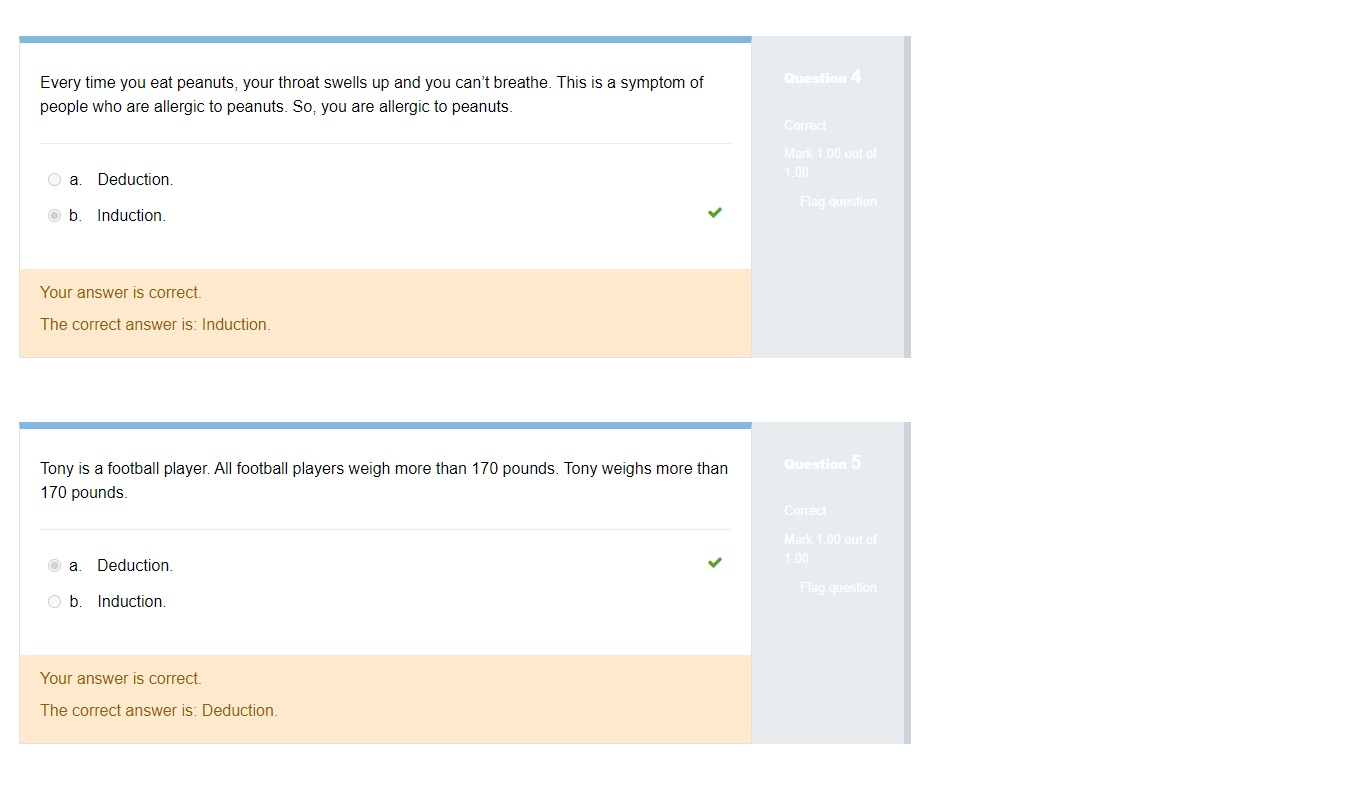 Every time you eat peanuts, your throat swells up and you can’t breathe. This is a symptom of
people who are allergic to peanuts. So, you are allergic to peanuts.
a. Deduction.
b. Induction.
Your answer is correct.
The correct answer is: Induction.
Question 4
Correct
Mark 1.00 out of
1.00
Flag question
Tony is a football player. All football players weigh more than 170 pounds. Tony weighs more than
170 pounds.
a. Deduction.
b. Induction.
Your answer is correct.
The correct answer is: Deduction.
Question 5
Correct
Mark 1.00 out of
1.00
Flag question